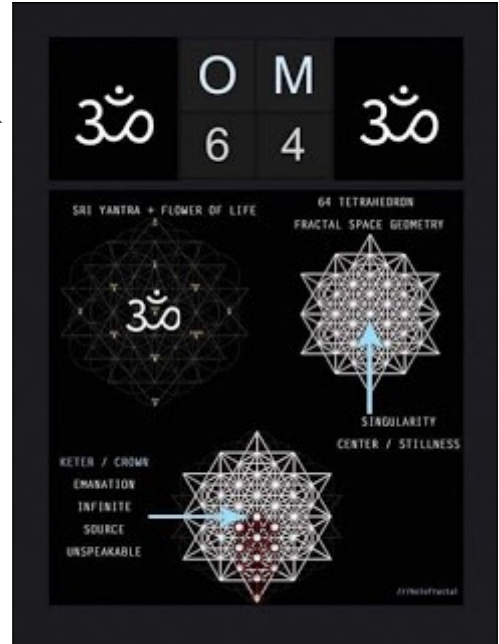 ॐ
O M
6 4
ॐ
SRI YANTRA + FLOWER OF LIFE
ॐ
64 TETRAHEDRON
FRACTAL SPACE GEOMETRY
SINGULARITY
CENTER / STILLNESS
KETER / CROWN
EMANATION
INFINITE
SOURCE
UNSPEAKABLE
/r/Holofractal